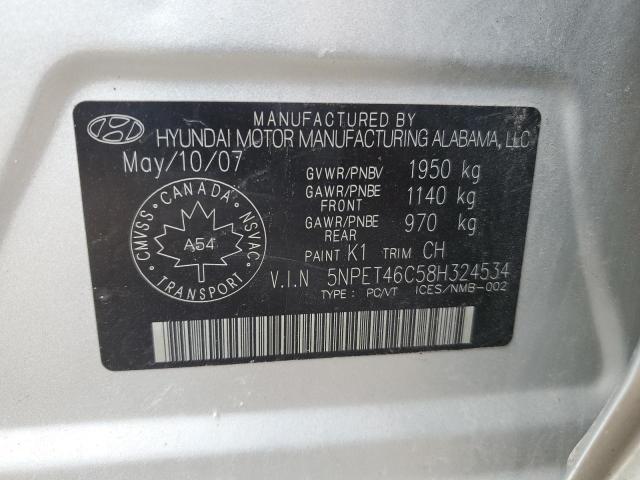 MANUFACTURED BY
HYUNDAI MOTOR MANUFACTURING ALABAMA, LLC
May/10/07
GVWR/PNBV 1950 kg
GAWR/PNBE FRONT 1140 kg
GAWR/PNBE REAR 970 kg
PAINT K1 TRIM CH
V.I.N 5NPET46C58H324534
TYPE : PC/VT ICES/NMB-002
CANADA
CMVSS
NSVAC
A54
TRANSPORT